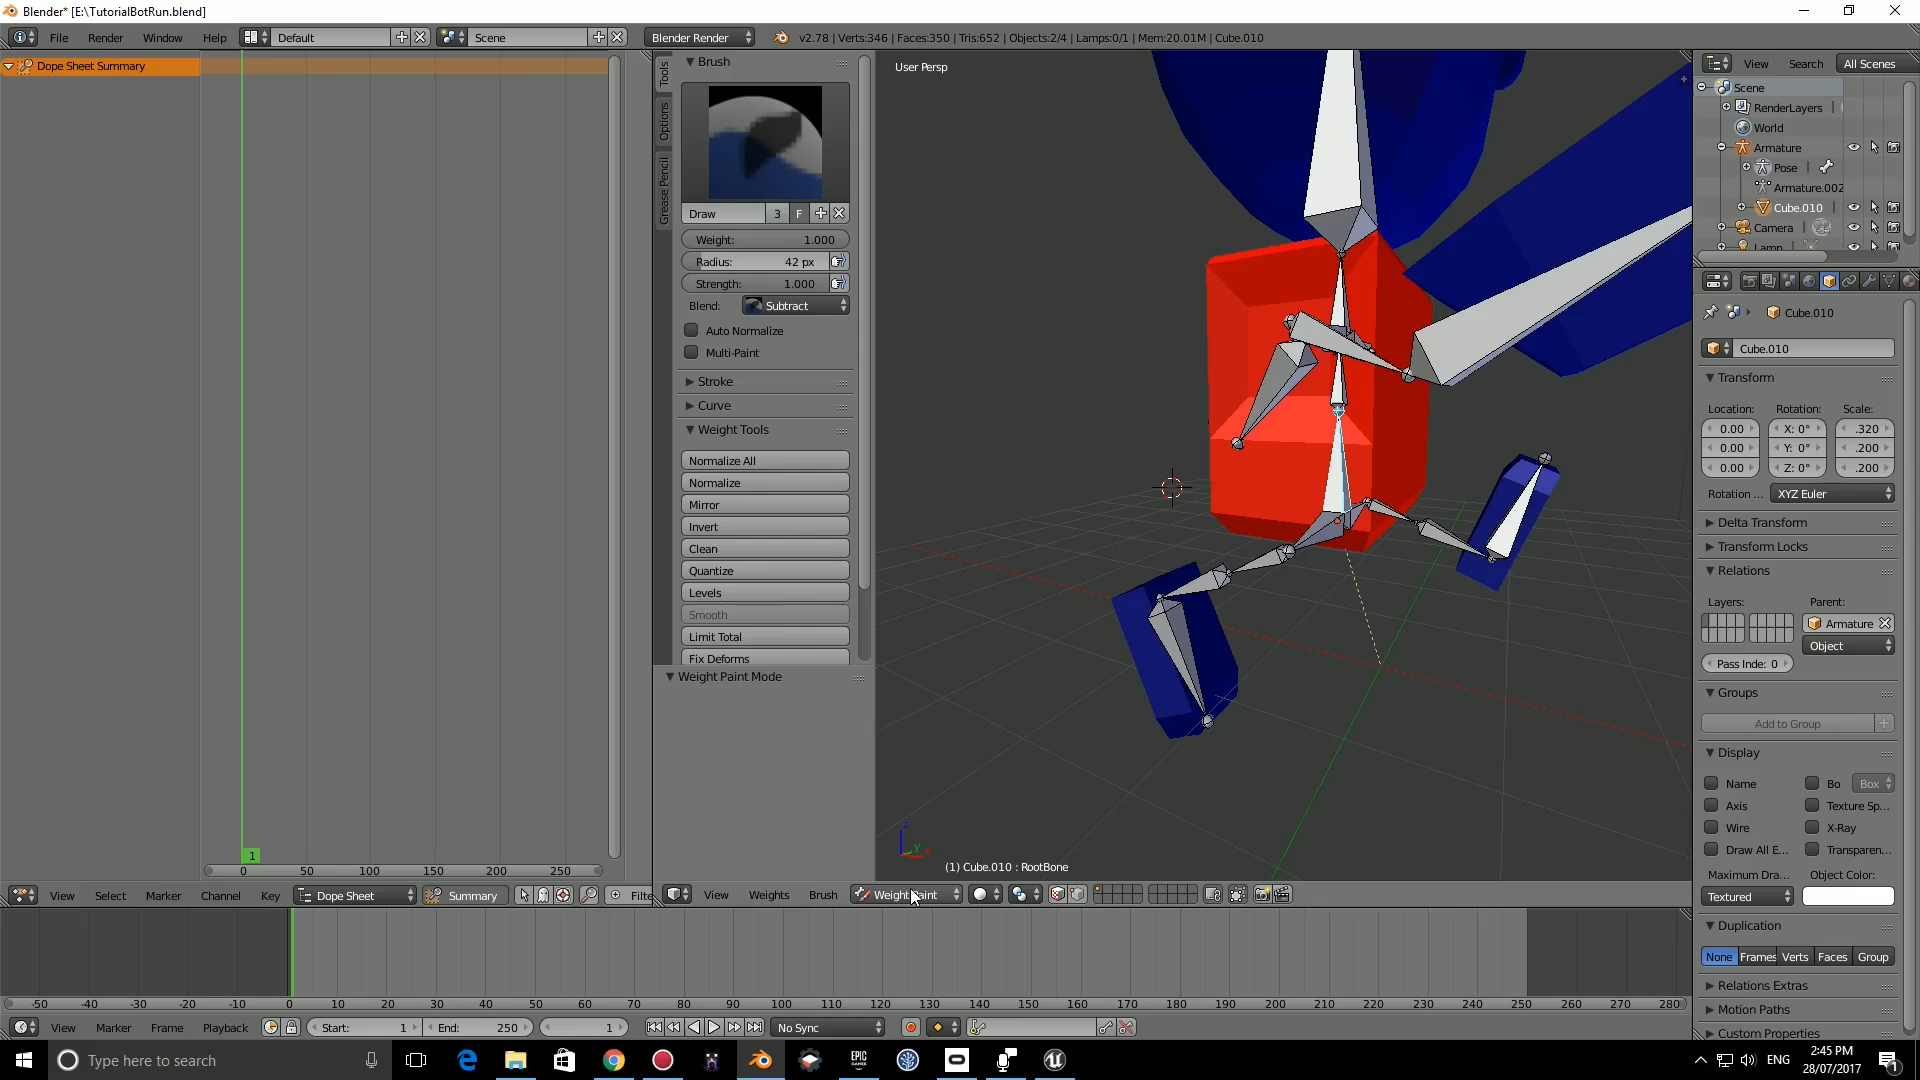 Blender* [E:\TutorialBotRun.blend]
File Render Window Help Default Scene Blender Render v2.78 | Verts:346 | Faces:350 | Tris:652 | Objects:2/4 | Lamps:0/1 | Mem:20.01M | Cube.010
Dope Sheet Summary
Tools
Options
Grease Pencil
Brush
Draw 3 F
Weight: 1.000
Radius: 42 px
Strength: 1.000
Blend: Subtract
Auto Normalize
Multi-Paint
Stroke
Curve
Weight Tools
Normalize All
Normalize
Mirror
Invert
Clean
Quantize
Levels
Smooth
Limit Total
Fix Deforms
Weight Paint Mode
User Persp
z
y
x
(1) Cube.010 : RootBone
View Search All Scenes
Scene
RenderLayers
World
Armature
Pose
Armature.002
Cube.010
Camera
Lamp
Cube.010
Cube.010
Transform
Location: Rotation: Scale:
0.00 X: 0° .320
0.00 Y: 0° .200
0.00 Z: 0° .200
Rotation ... XYZ Euler
Delta Transform
Transform Locks
Relations
Layers: Parent:
Armature
Object
Pass Inde: 0
Groups
Add to Group
Display
Name Bo Box
Axis Texture Sp...
Wire X-Ray
Draw All E... Transparen...
Maximum Dra... Object Color:
Textured
Duplication
None Frames Verts Faces Group
Relations Extras
Motion Paths
Custom Properties
1
0 50 100 150 200 250
View Select Marker Channel Key Dope Sheet Summary Filte
View Weights Brush Weight Paint
-50 -40 -30 -20 -10 0 10 20 30 40 50 60 70 80 90 100 110 120 130 140 150 160 170 180 190 200 210 220 230 240 250 260 270 280
View Marker Frame Playback Start: 1 End: 250 1 No Sync
Type here to search
EPIC
GAMES
ENG
2:45 PM
28/07/2017
1